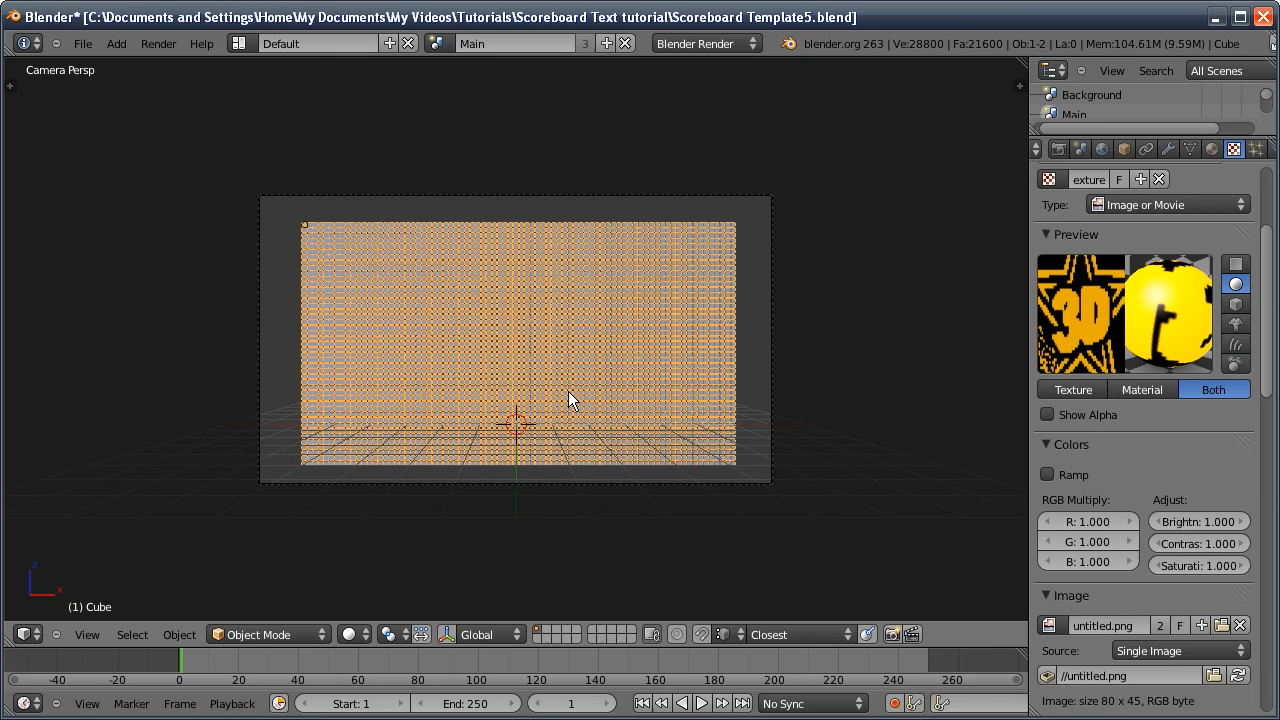 Blender* [C:\Documents and Settings\Home\My Documents\My Videos\Tutorials\Scoreboard Text tutorial\Scoreboard Template5.blend]
File Add Render Help Default Main 3 Blender Render blender.org 263 | Ve:28800 | Fa:21600 | Ob:1-2 | La:0 | Mem:104.61M (9.59M) | Cube
Camera Persp
View Search All Scenes
Background
Main
exture F
Type: Image or Movie
Preview
3D
Texture Material Both
Show Alpha
Colors
Ramp
RGB Multiply: Adjust:
R: 1.000 Brightn: 1.000
G: 1.000 Contras: 1.000
B: 1.000 Saturati: 1.000
Image
untitled.png 2 F
Source: Single Image
//untitled.png
Image: size 80 x 45, RGB byte
z
x
(1) Cube
View Select Object Object Mode Global Closest
-40 -20 0 20 40 60 80 100 120 140 160 180 200 220 240 260
View Marker Frame Playback Start: 1 End: 250 1 No Sync